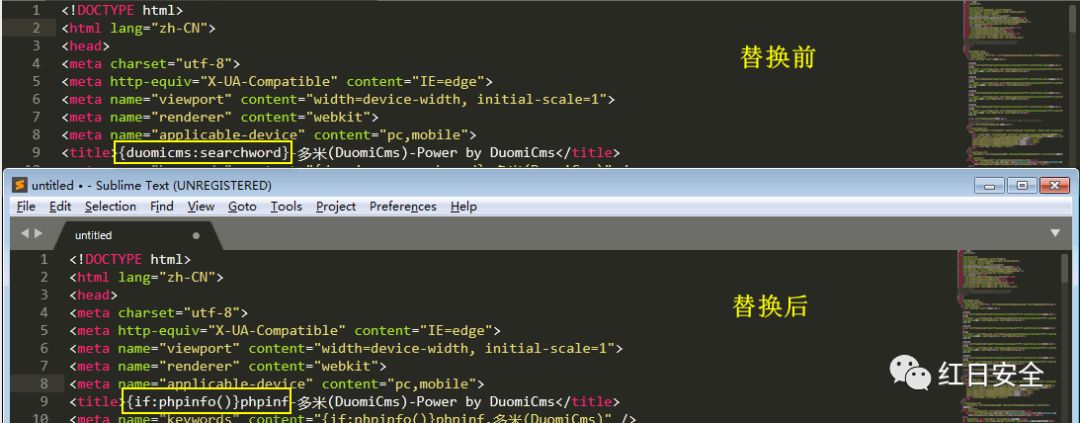 1 <!DOCTYPE html>
2 <html lang="zh-CN">
3 <head>
4 <meta charset="utf-8">
5 <meta http-equiv="X-UA-Compatible" content="IE=edge">
6 <meta name="viewport" content="width=device-width, initial-scale=1">
7 <meta name="renderer" content="webkit">
8 <meta name="applicable-device" content="pc,mobile">
9 <title>{duomicms:searchword}-多米(DuomiCms)-Power by DuomiCms</title>
替换前
untitled • - Sublime Text (UNREGISTERED)
File Edit Selection Find View Goto Tools Project Preferences Help
untitled
1 <!DOCTYPE html>
2 <html lang="zh-CN">
3 <head>
4 <meta charset="utf-8">
5 <meta http-equiv="X-UA-Compatible" content="IE=edge">
6 <meta name="viewport" content="width=device-width, initial-scale=1">
7 <meta name="renderer" content="webkit">
8 <meta name="applicable-device" content="pc,mobile">
9 <title>{if:phpinfo()}phpinf-多米(DuomiCms)-Power by DuomiCms</title>
10 <meta name="keywords" content="{if:phpinfo()}phpinf,多米(DuomiCms)" />
替换后
红日安全